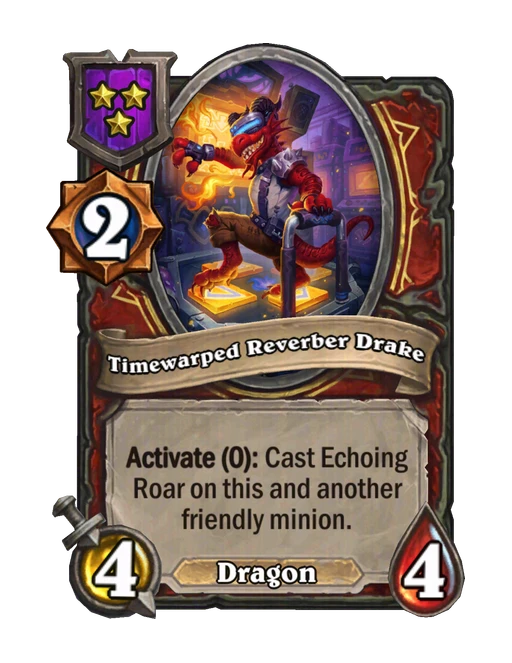 2
Timewarped Reverber Drake
Activate (0): Cast Echoing
Roar on this and another
friendly minion.
4
Dragon
4